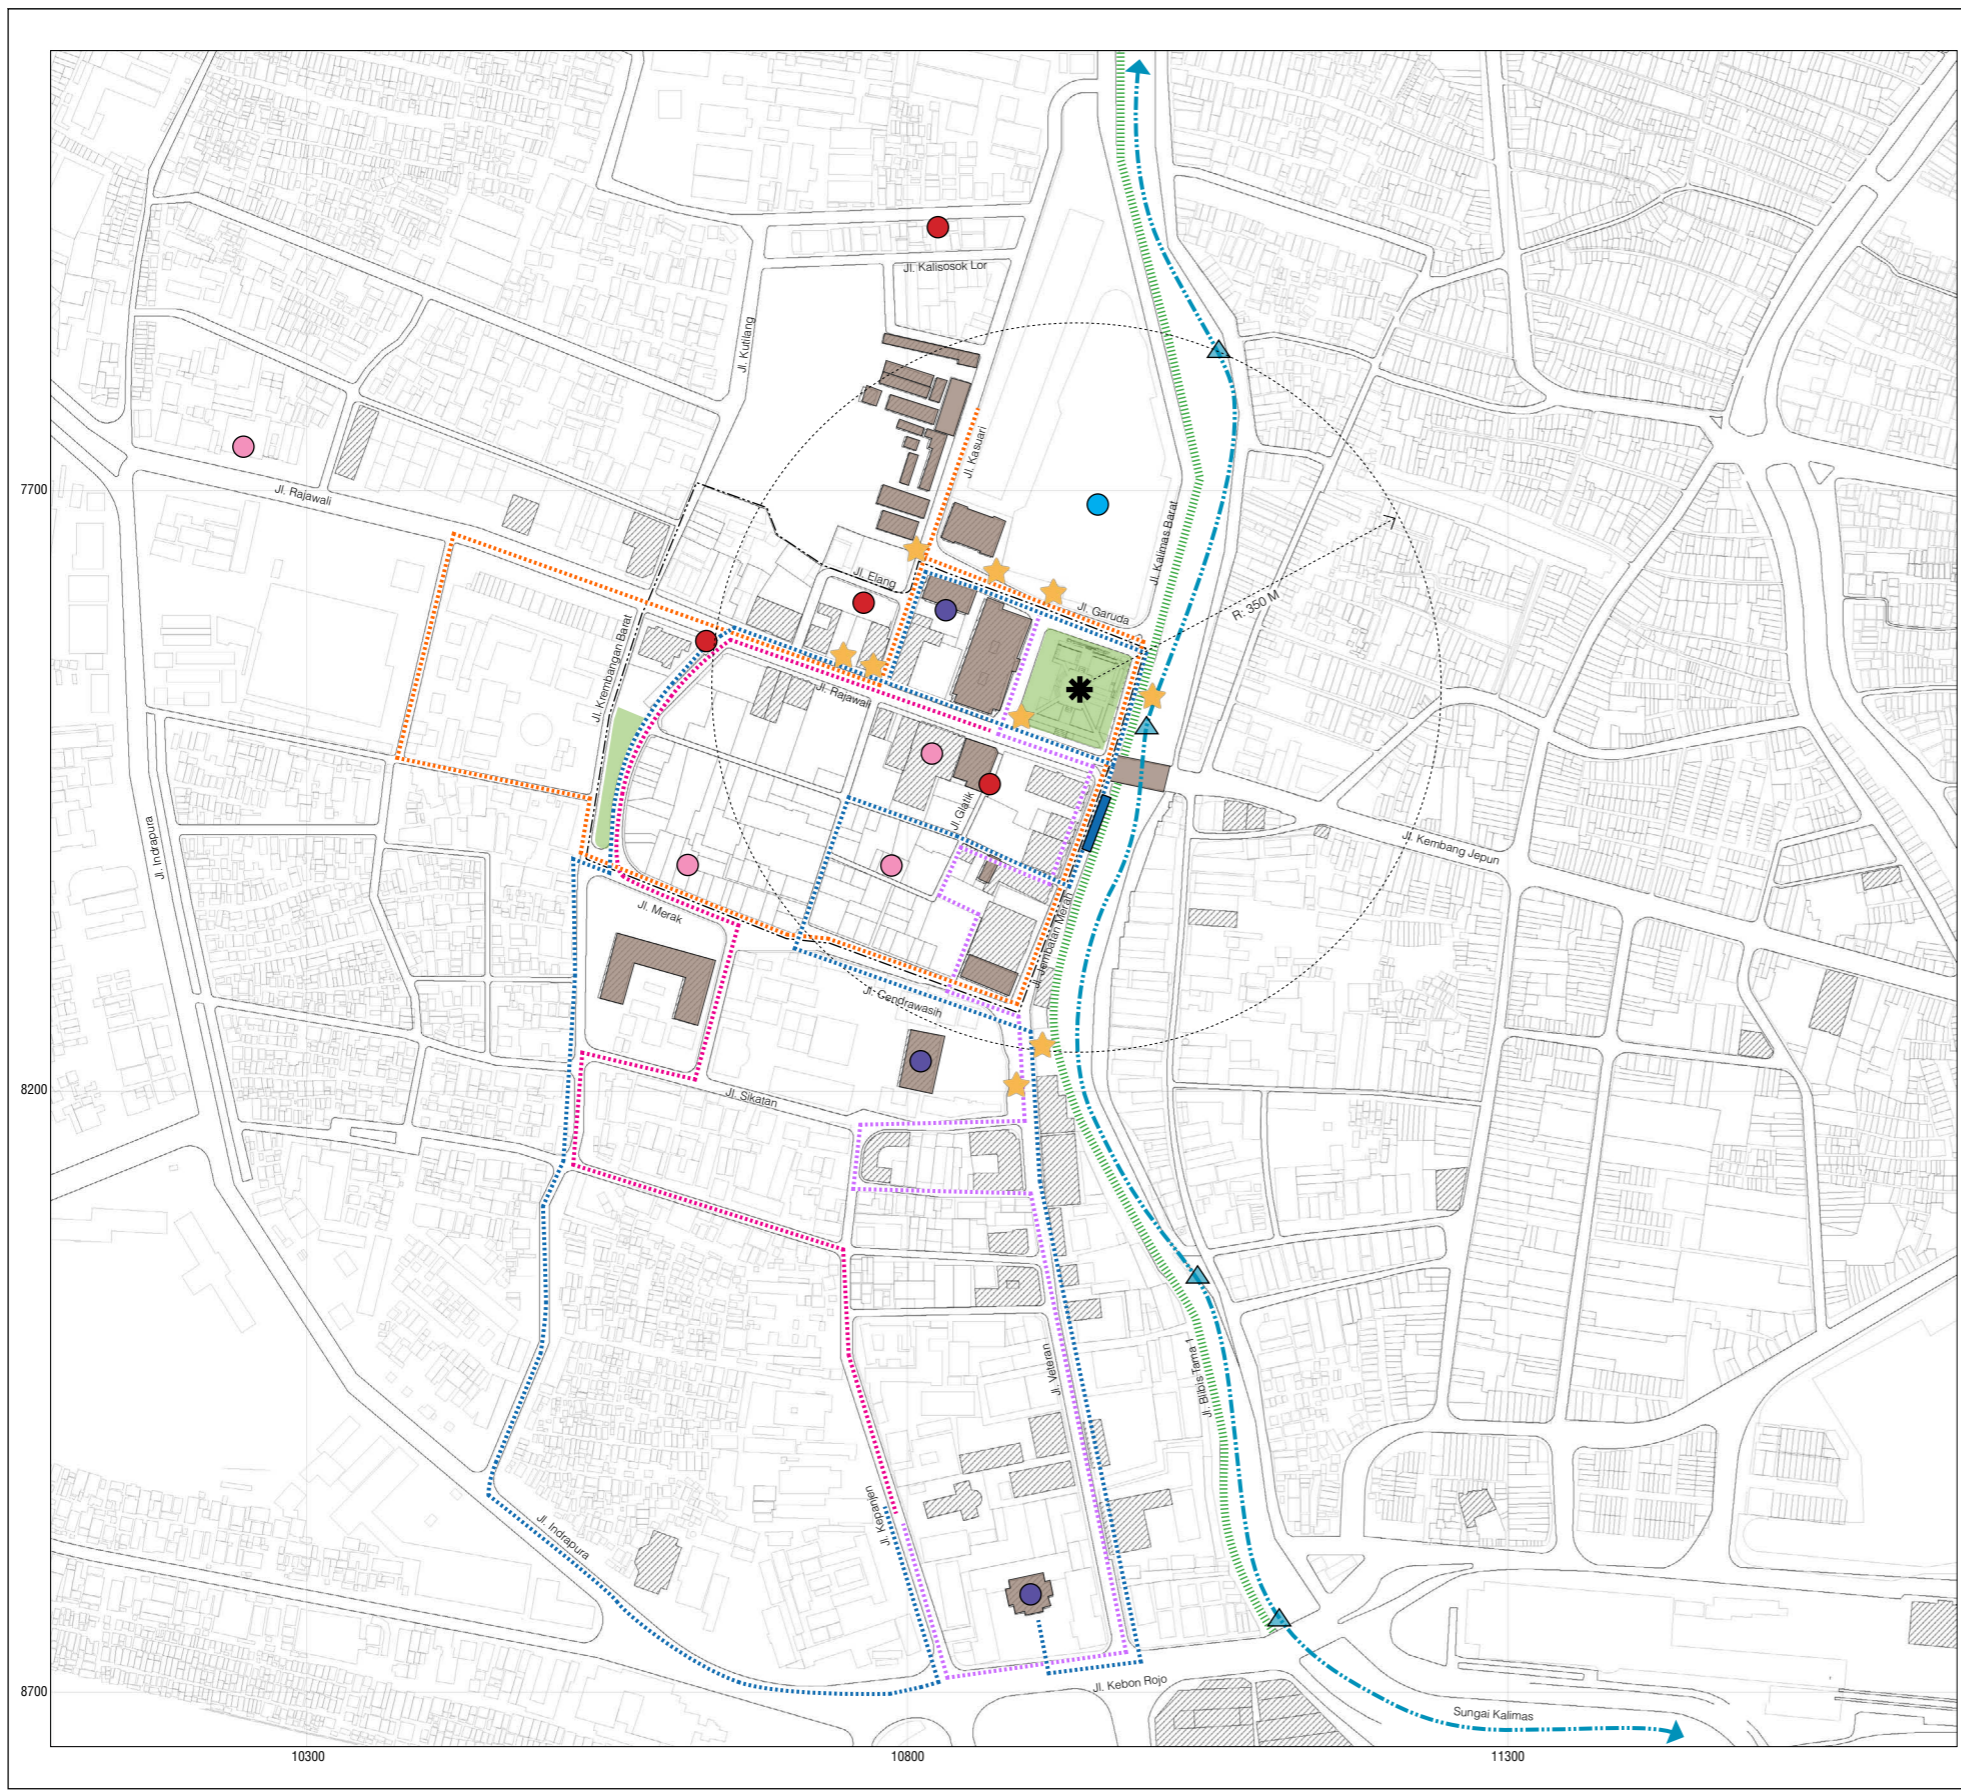 Jl. Kalisosok Lor
Jl. Kutilang
Jl. Kasuari
7700
Jl. Rajawali
Jl. Kalimas Barat
Jl. Elang
Jl. Garuda
R: 350 M
Jl. Krembangan Barat
Jl. Rajawali
Jl.Glatik
Jl. Kembang Jepun
Jl. Indrapura
Jl. Merak
Jl. Jembatan Merah
Jl. Cendrawasih
8200
Jl. Sikatan
Jl. Veteran
Jl. Bibis Tama 1
Jl. Kepanjen
Jl. Indrapura
8700
Jl. Kebon Rojo
Sungai Kalimas
10300
10800
11300